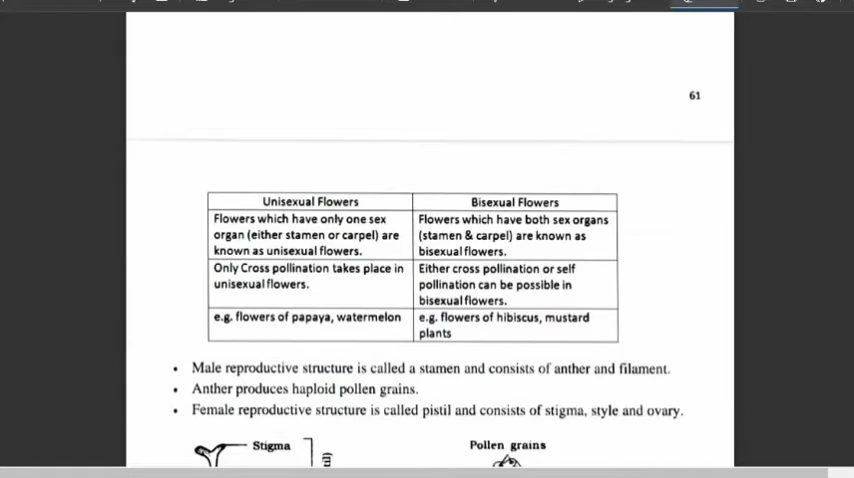 61
Unisexual Flowers
Bisexual Flowers
Flowers which have only one sex
organ (either stamen or carpel) are
known as unisexual flowers.
Flowers which have both sex organs
(stamen & carpel) are known as
bisexual flowers.
Only Cross pollination takes place in
unisexual flowers.
Either cross pollination or self
pollination can be possible in
bisexual flowers.
e.g. flowers of papaya, watermelon
e.g. flowers of hibiscus, mustard
plants
• Male reproductive structure is called a stamen and consists of anther and filament.
• Anther produces haploid pollen grains.
• Female reproductive structure is called pistil and consists of stigma, style and ovary.
Stigma
Pollen grains